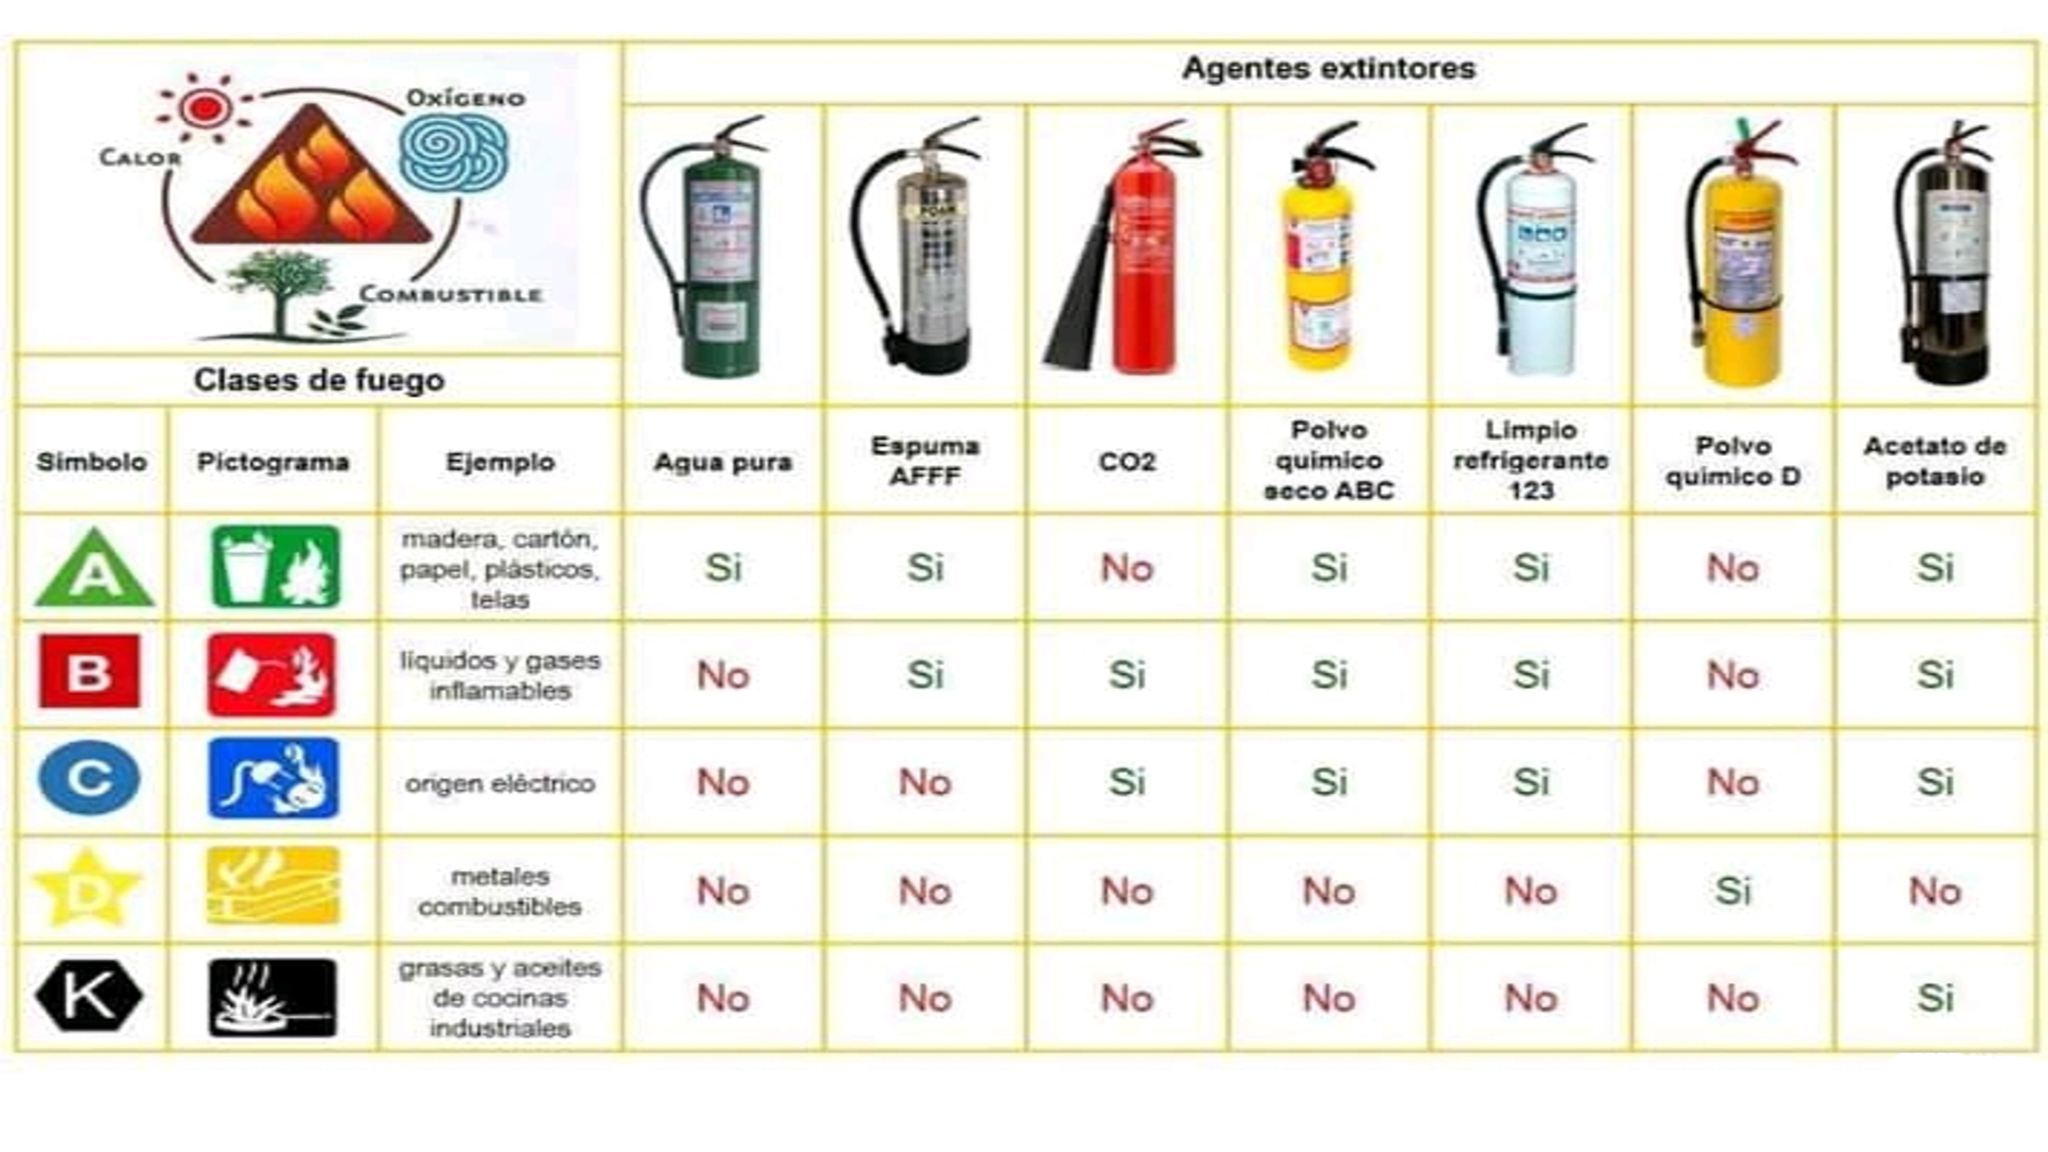 Agentes extintores
OXÍGENO
CALOR
COMBUSTIBLE
FOAM
Clases de fuego
Simbolo
Pictograma
Ejemplo
Agua pura
Espuma
AFFF
CO2
Polvo
quimico
seco ABC
Limpio
refrigerante
123
Polvo
quimico D
Acetato de
potasio
A
madera, cartón,
papel, plásticos,
telas
Si Si No Si Si No Si
B
líquidos y gases
inflamables
No Si Si Si Si No Si
C
origen eléctrico
No No Si Si Si No Si
D
metales
combustibles
No No No No No Si No
K
grasas y aceites
de cocinas
industriales
No No No No No No Si